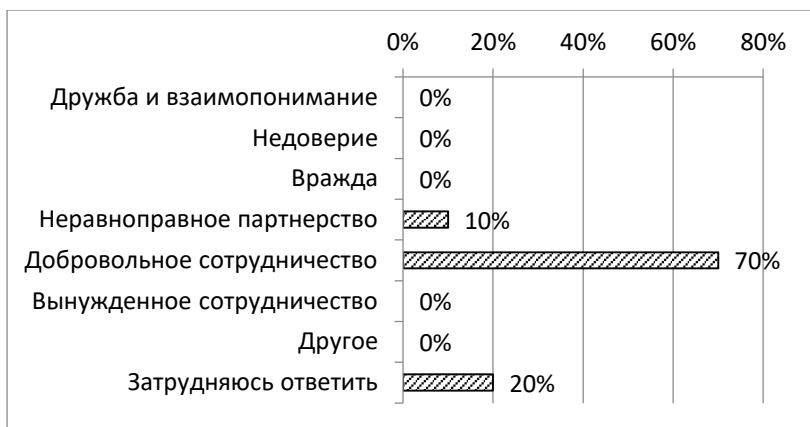 0% 20% 40% 60% 80%
Дружба и взаимопонимание 0%
Недоверие 0%
Вражда 0%
Неравноправное партнерство 10%
Добровольное сотрудничество 70%
Вынужденное сотрудничество 0%
Другое 0%
Затрудняюсь ответить 20%